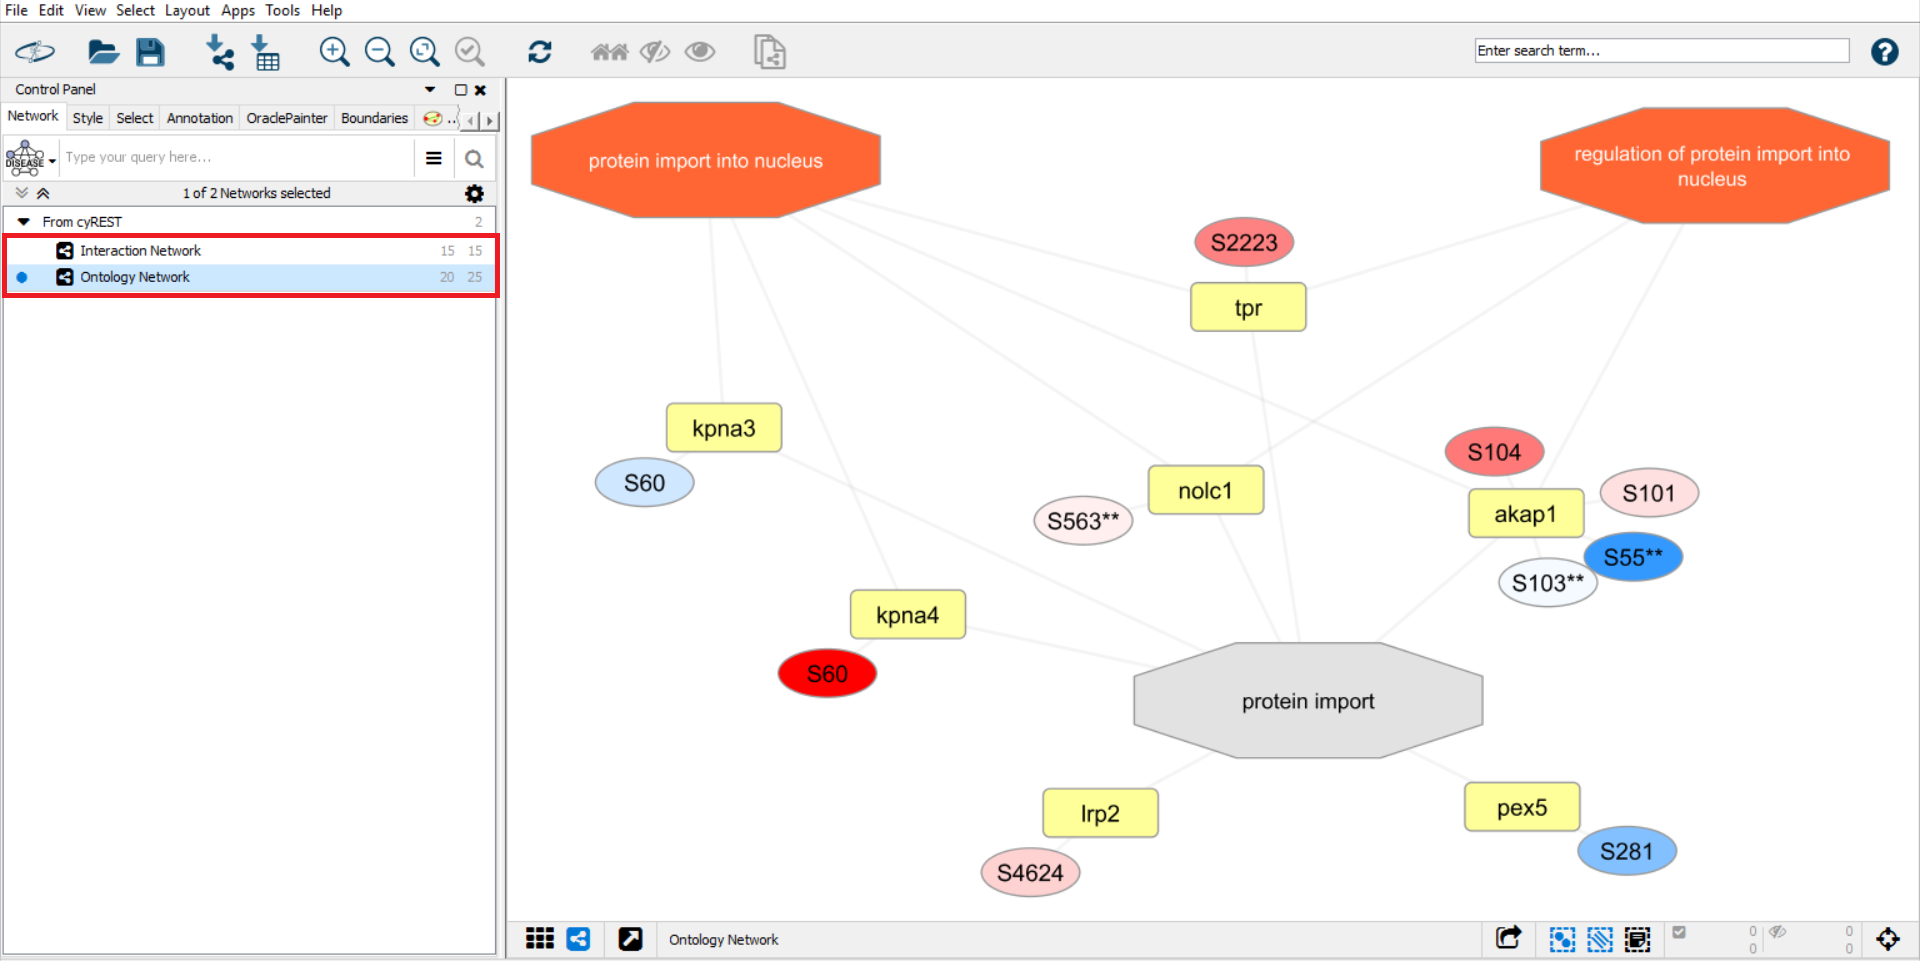 File Edit View Select Layout Apps Tools Help
Enter search term...
Control Panel
Network Style Select Annotation OraclePainter Boundaries ..
DISEASE Type your query here...
1 of 2 Networks selected
From cyREST 2
Interaction Network 15 15
Ontology Network 20 25
protein import into nucleus
regulation of protein import into
nucleus
S2223
tpr
kpna3
S60
S104
nolc1
S101
akap1
S563**
S55**
S103**
kpna4
S60
protein import
lrp2
pex5
S281
S4624
Ontology Network
0 0
0 0